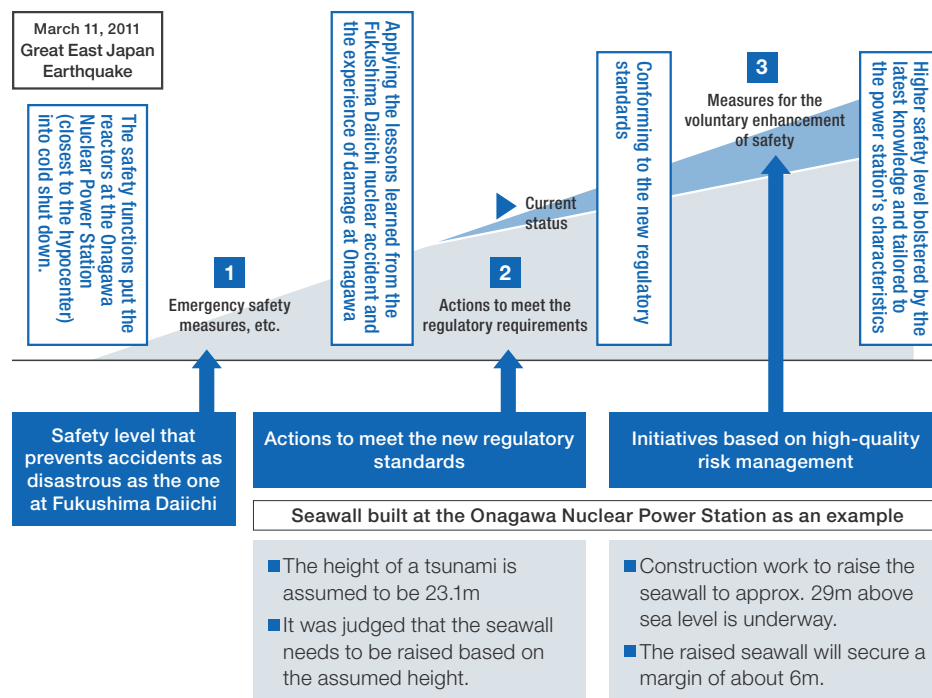 March 11, 2011
Great East Japan
Earthquake
The safety functions put the
reactors at the Onagawa
Nuclear Power Station
(closest to the hypocenter)
into cold shut down.
1
Emergency safety
measures, etc.
Applying the lessons learned from the
Fukushima Daiichi nuclear accident and
the experience of damage at Onagawa
Current
status
2
Actions to meet the
regulatory requirements
Conforming to the new regulatory
standards
3
Measures for the
voluntary enhancement
of safety
Higher safety level bolstered by the
latest knowledge and tailored to
the power station's characteristics
Safety level that
prevents accidents as
disastrous as the one
at Fukushima Daiichi
Actions to meet the new regulatory
standards
Initiatives based on high-quality
risk management
Seawall built at the Onagawa Nuclear Power Station as an example
The height of a tsunami is
assumed to be 23.1m
It was judged that the seawall
needs to be raised based on
the assumed height.
Construction work to raise the
seawall to approx. 29m above
sea level is underway.
The raised seawall will secure a
margin of about 6m.